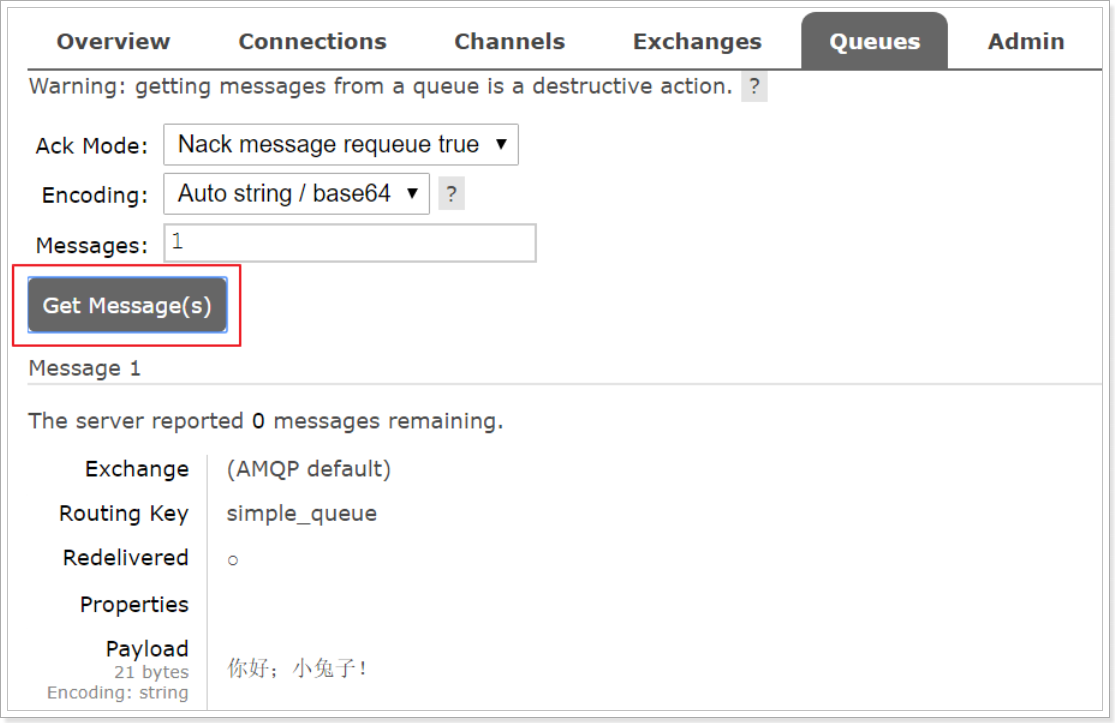 Overview Connections Channels Exchanges Queues Admin
Warning: getting messages from a queue is a destructive action. ?
Ack Mode: Nack message requeue true ▼
Encoding: Auto string / base64 ▼ ?
Messages: 1
Get Message(s)
Message 1
The server reported 0 messages remaining.
Exchange (AMQP default)
Routing Key simple_queue
Redelivered ○
Properties
Payload
21 bytes
Encoding: string
你好；小兔子！